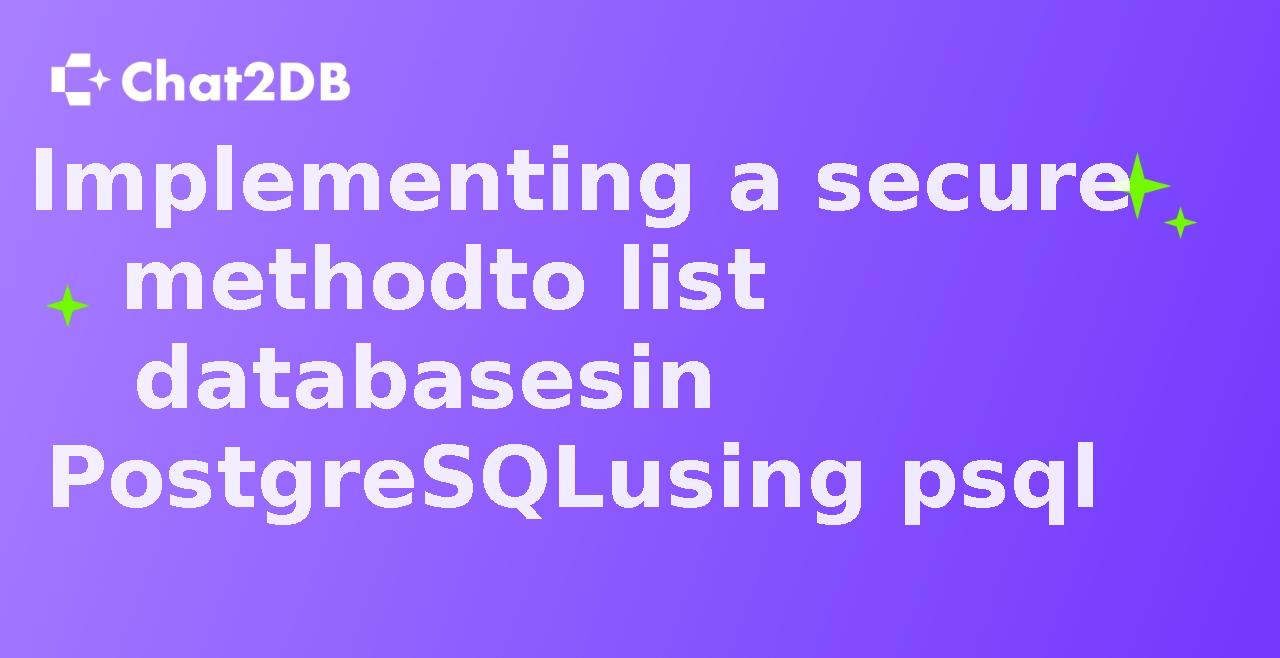 Chat2DB
Implementing a secure
methodto list
databasesin
PostgreSQLusing psql